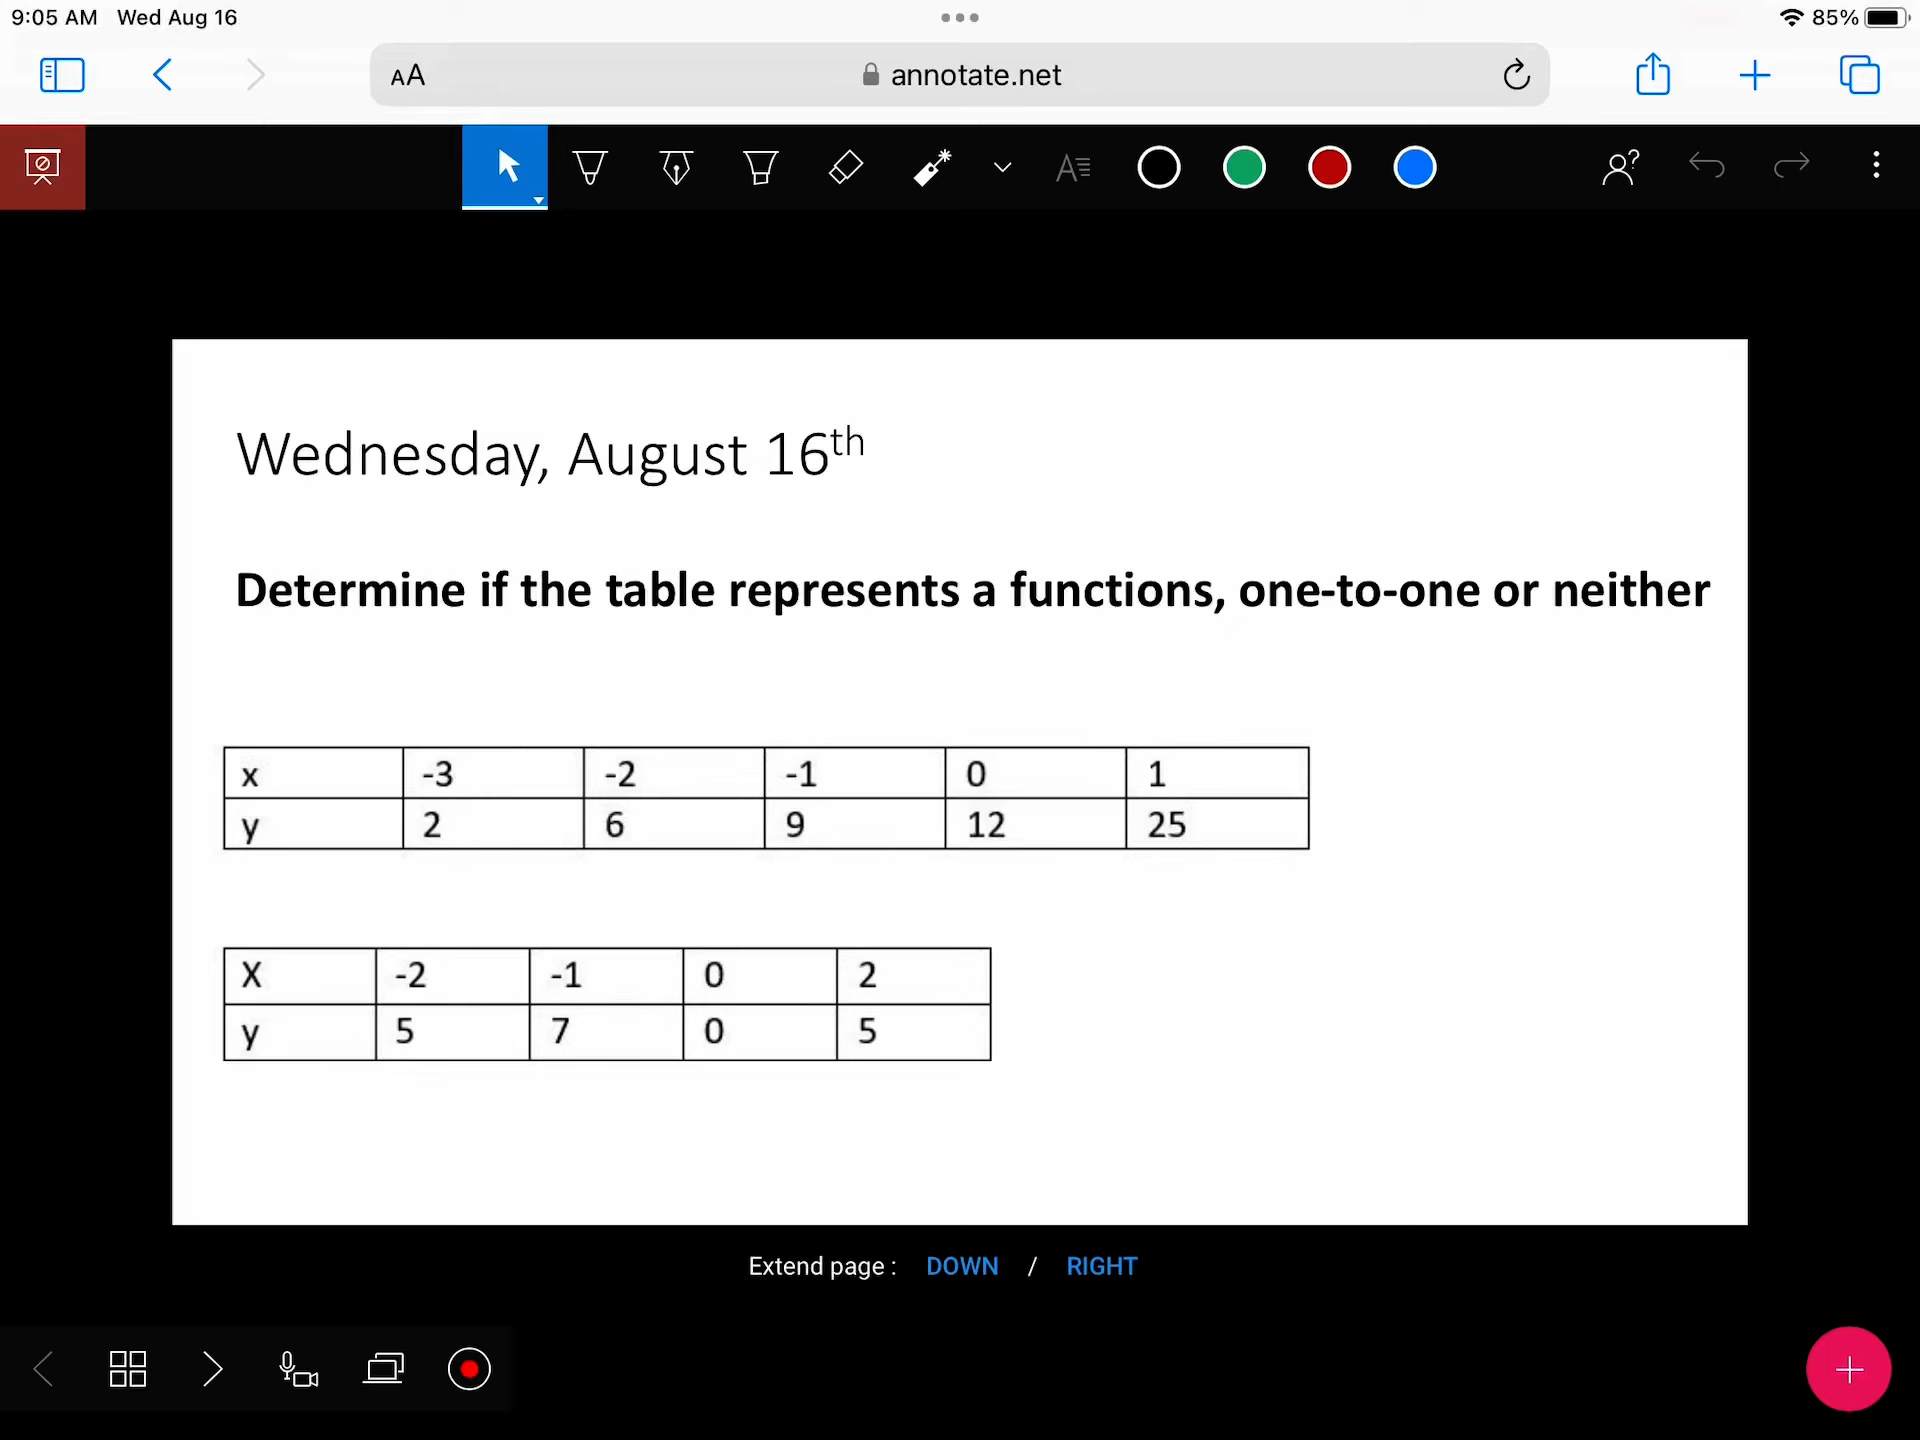 9:05 AM Wed Aug 16
85%
AA
annotate.net
Wednesday, August 16th
Determine if the table represents a functions, one-to-one or neither
x -3 -2 -1 0 1
y 2 6 9 12 25
X -2 -1 0 2
y 5 7 0 5
Extend page : DOWN / RIGHT